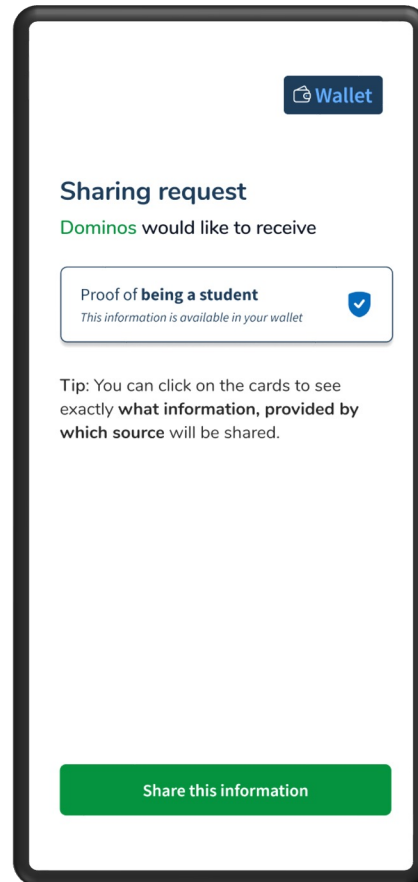 Wallet
Sharing request
Dominos would like to receive
Proof of being a student
This information is available in your wallet
Tip: You can click on the cards to see
exactly what information, provided by
which source will be shared.
Share this information